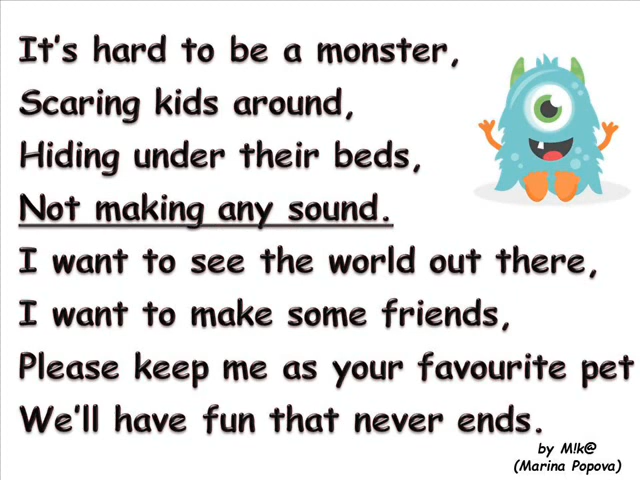 It's hard to be a monster,
Scaring kids around,
Hiding under their beds,
Not making any sound.
I want to see the world out there,
I want to make some friends,
Please keep me as your favourite pet
We'll have fun that never ends.
by M!k@
(Marina Popova)